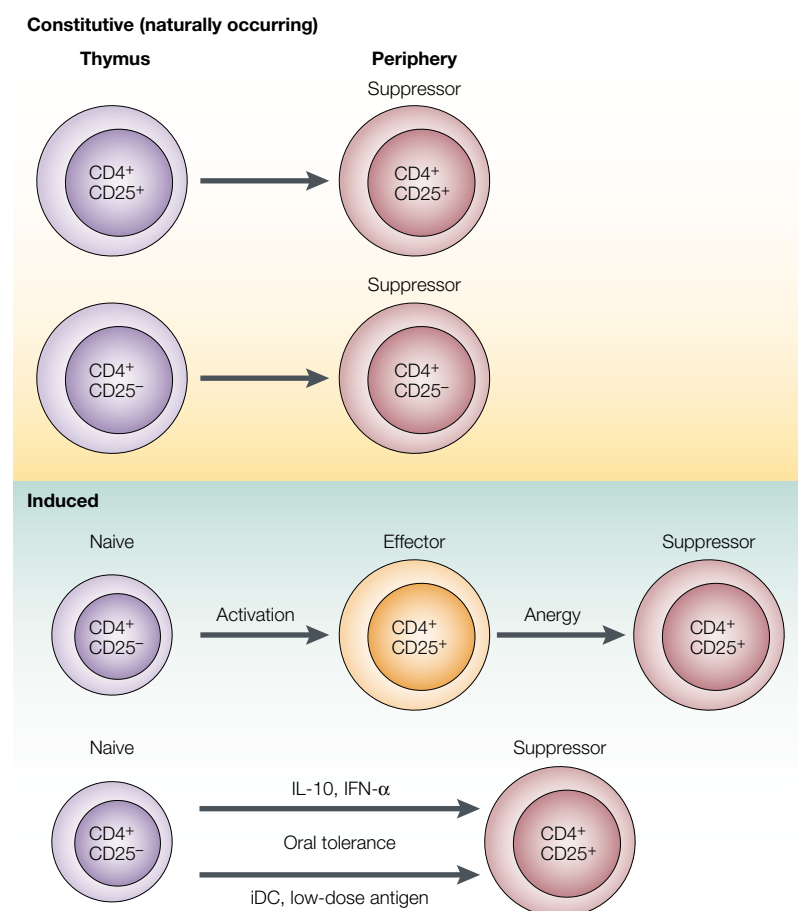 Constitutive (naturally occurring)
Thymus
Periphery
Suppressor
CD4+
CD25+
CD4+
CD25+
Suppressor
CD4+
CD25–
CD4+
CD25–
Induced
Naive
Effector
Suppressor
CD4+
CD25–
Activation
CD4+
CD25+
Anergy
CD4+
CD25+
Naive
Suppressor
CD4+
CD25–
IL-10, IFN-α
Oral tolerance
iDC, low-dose antigen
CD4+
CD25+